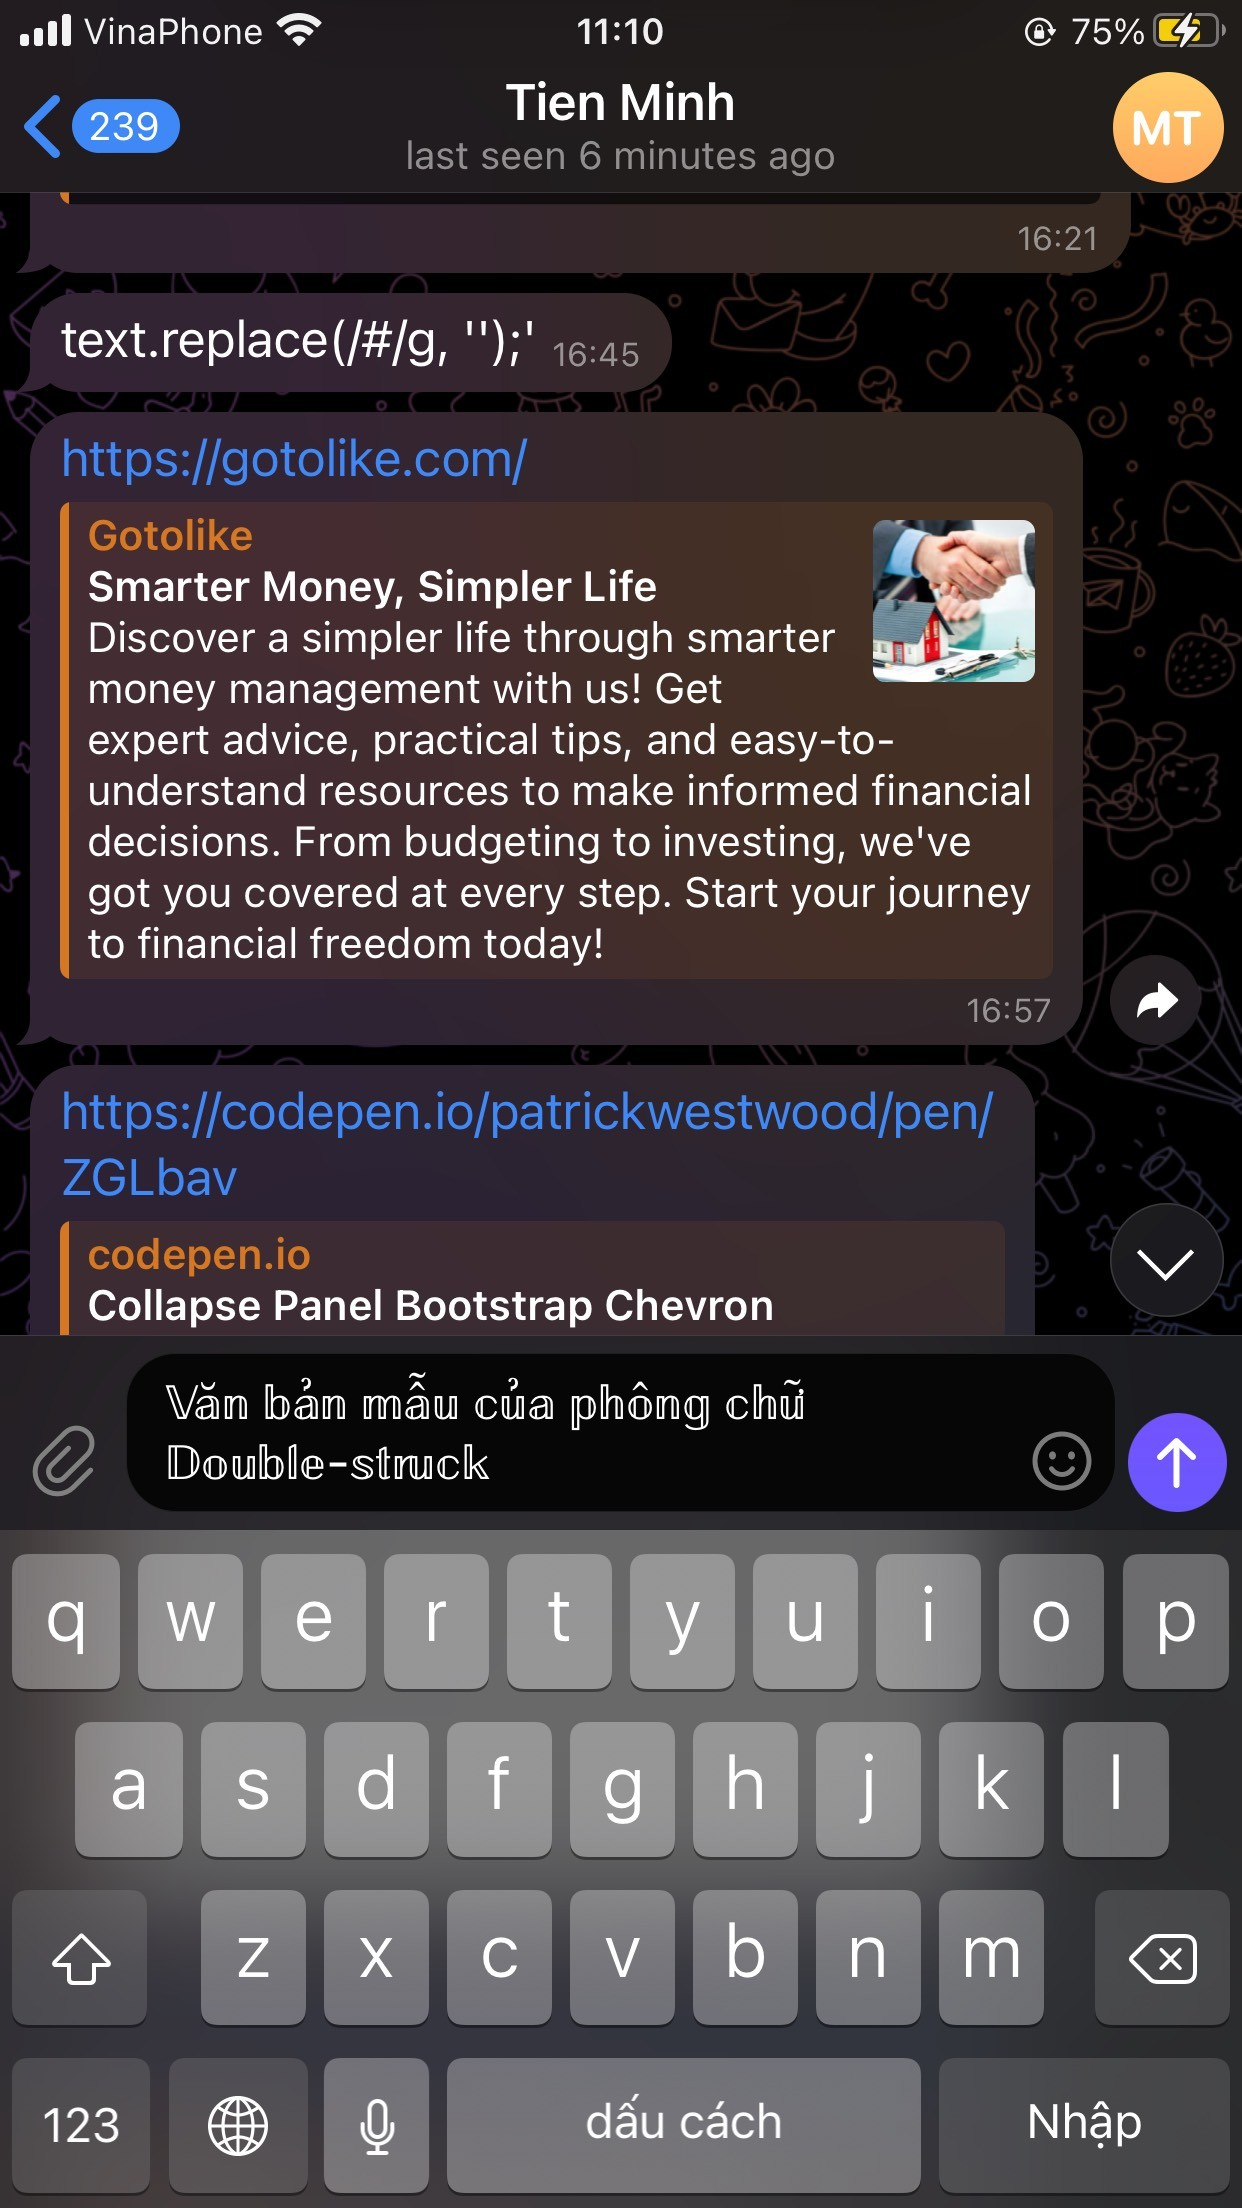 VinaPhone 11:10 75%
239
Tien Minh
last seen 6 minutes ago
MT
16:21
text.replace(/#/g, '');' 16:45
https://gotolike.com/
Gotolike
Smarter Money, Simpler Life
Discover a simpler life through smarter
money management with us! Get
expert advice, practical tips, and easy-to-
understand resources to make informed financial
decisions. From budgeting to investing, we've
got you covered at every step. Start your journey
to financial freedom today!
16:57
https://codepen.io/patrickwestwood/pen/
ZGLbav
codepen.io
Collapse Panel Bootstrap Chevron
𝕍ă𝕟 𝕓ả𝕟 𝕞ẫ𝕦 𝕔ủ𝕒 𝕡𝕙ô𝕟𝕘 𝕔𝕙ữ
𝔻𝕠𝕦𝕓𝕝𝕖-𝕤𝕥𝕣𝕦𝕔𝕜
q w e r t y u i o p
a s d f g h j k l
z x c v b n m
123 dấu cách Nhập